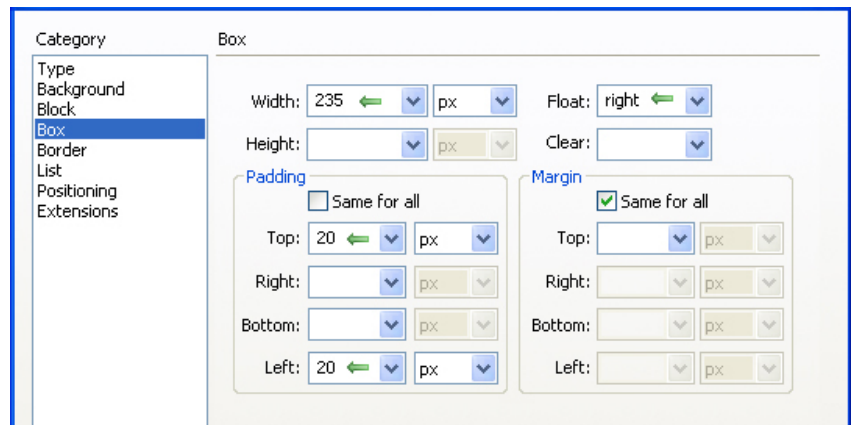 Category
Box
Type
Background
Block
Box
Border
List
Positioning
Extensions
Width: 235 px
Float: right
Height: px
Clear:
Padding
Same for all
Top: 20 px
Right: px
Bottom: px
Left: 20 px
Margin
Same for all
Top: px
Right: px
Bottom: px
Left: px